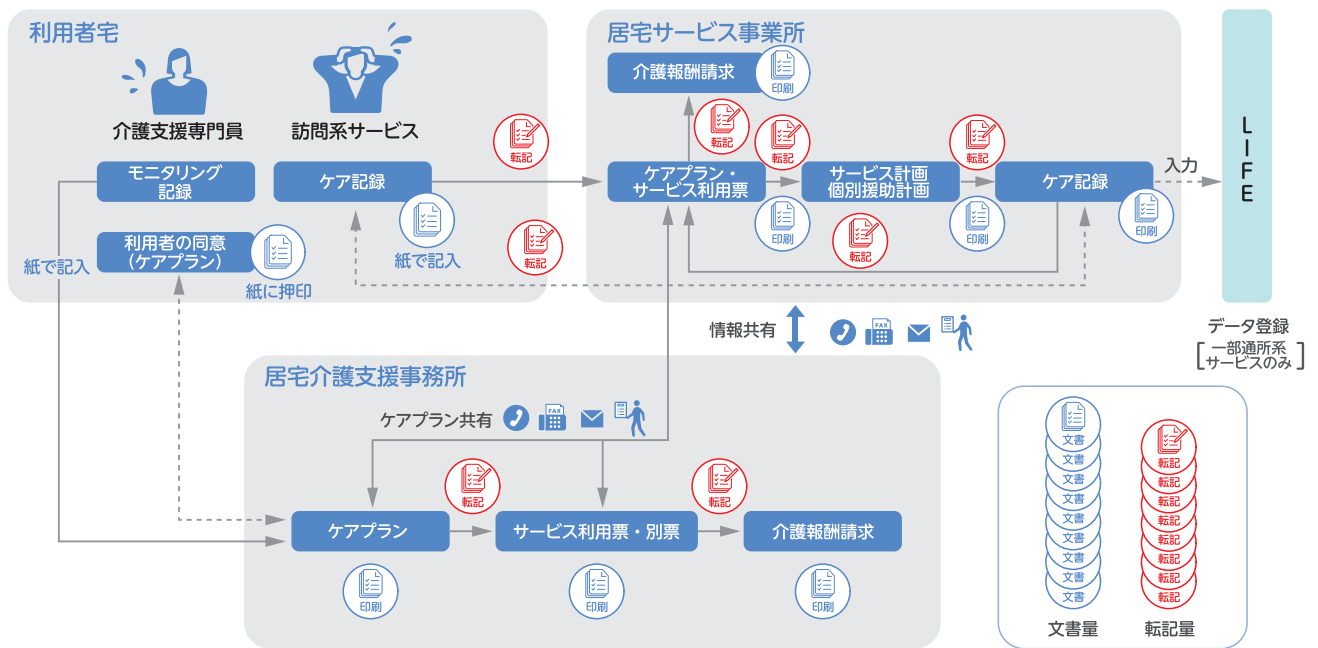 利用者宅
介護支援専門員
訪問系サービス
モニタリング
記録
ケア記録
転記
利用者の同意
(ケアプラン)
紙で記入
紙に押印
紙で記入
転記
居宅サービス事業所
介護報酬請求
印刷
転記
転記
転記
ケアプラン・
サービス利用票
サービス計画
個別援助計画
ケア記録
入力
印刷
印刷
印刷
転記
LIFE
データ登録
一部通所系
サービスのみ
情報共有
FAX
居宅介護支援事務所
ケアプラン共有
FAX
転記
転記
ケアプラン
サービス利用票・別票
介護報酬請求
印刷
印刷
印刷
文書
文書
文書
文書
文書
文書
文書
文書
文書
文書量
転記
転記
転記
転記
転記
転記
転記
転記
転記量